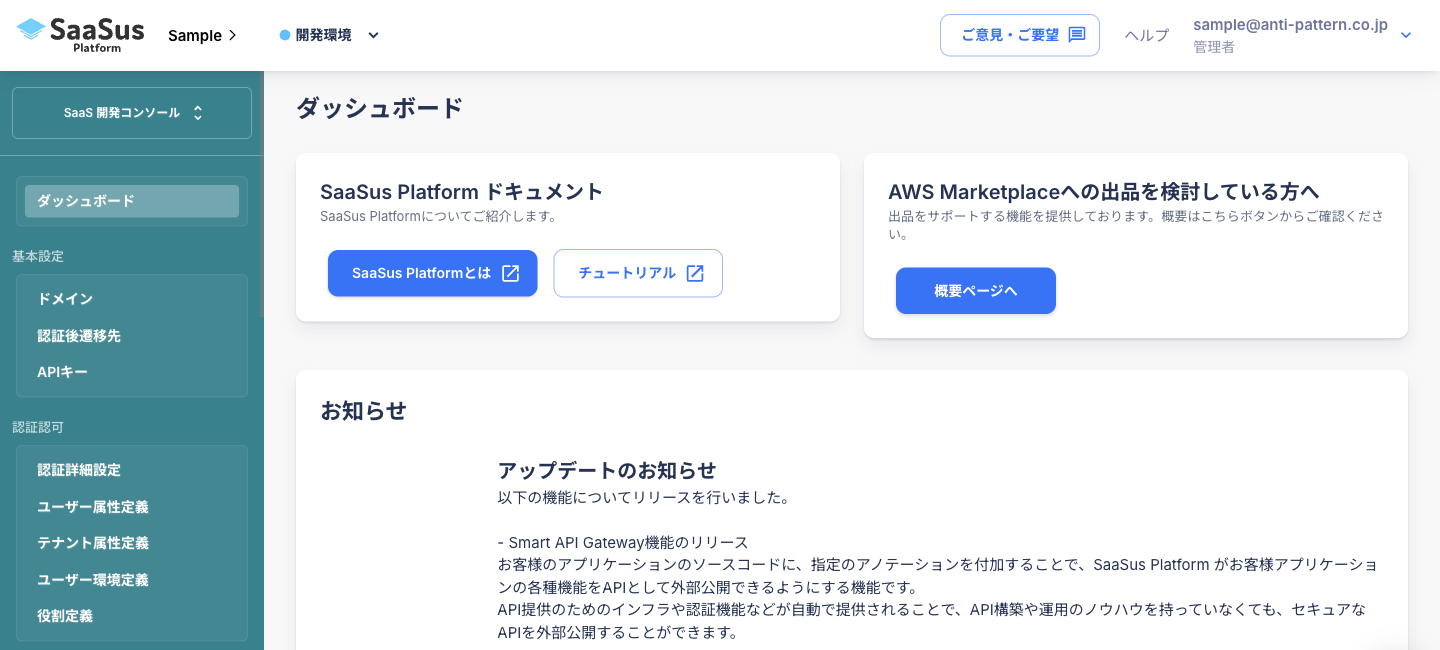 SaaSus
Platform
Sample
開発環境
ご意見・ご要望
ヘルプ
sample@anti-pattern.co.jp
管理者
SaaS 開発コンソール
ダッシュボード
基本設定
ドメイン
認証後遷移先
APIキー
認証認可
認証詳細設定
ユーザー属性定義
テナント属性定義
ユーザー環境定義
役割定義
ダッシュボード
SaaSus Platform ドキュメント
SaaSus Platformについてご紹介します。
SaaSus Platformとは
チュートリアル
AWS Marketplaceへの出品を検討している方へ
出品をサポートする機能を提供しております。概要はこちらボタンからご確認くださ
い。
概要ページへ
お知らせ
アップデートのお知らせ
以下の機能についてリリースを行いました。
- Smart API Gateway機能のリリース
お客様のアプリケーションのソースコードに、指定のアノテーションを付加することで、SaaSus Platform がお客様アプリケーショ
ンの各種機能をAPIとして外部公開できるようにする機能です。
API提供のためのインフラや認証機能などが自動で提供されることで、API構築や運用のノウハウを持っていなくても、セキュアな
APIを外部公開することができます。